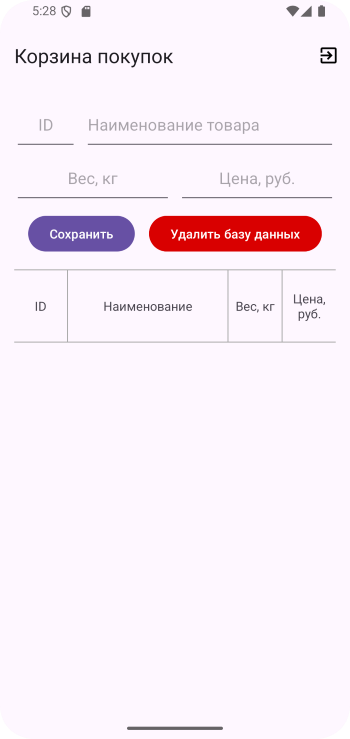 5:28
Корзина покупок
ID Наименование товара
Вес, кг Цена, руб.
Сохранить Удалить базу данных
ID Наименование Вес, кг Цена,
руб.